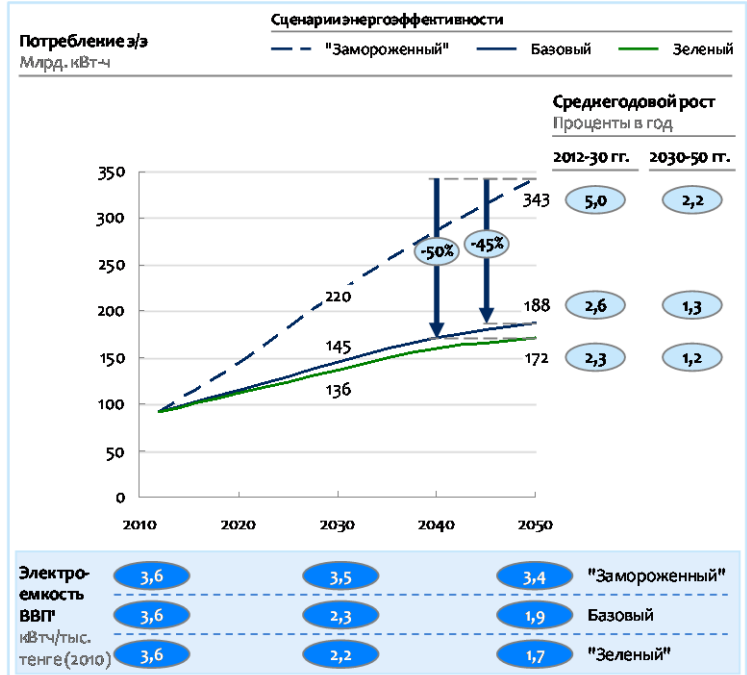 Сценарии энергоэффективности
Потребление э/э
Млрд. кВт-ч
"Замороженный" Базовый Зеленый
Среднегодовой рост
Проценты в год
2012-30 гг. 2030-50 гг.
350
300
250
200
150
100
50
0
343 5,0 2,2
-50% -45%
220
188 2,6 1,3
145
172 2,3 1,2
136
2010 2020 2030 2040 2050
Электро-
емкость
ВВП¹
кВтч/тыс.
тенге (2010)
3,6 3,5 3,4 "Замороженный"
3,6 2,3 1,9 Базовый
3,6 2,2 1,7 "Зеленый"